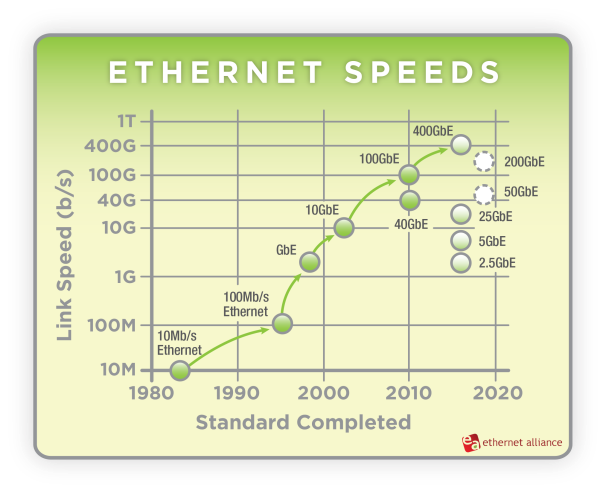 ETHERNET SPEEDS
Link Speed (b/s)
1T
400G
100G
40G
10G
1G
100M
10M
400GbE
100GbE
200GbE
50GbE
10GbE
40GbE
25GbE
GbE
5GbE
2.5GbE
100Mb/s
Ethernet
10Mb/s
Ethernet
1980
1990
2000
2010
2020
Standard Completed
ea ethernet alliance